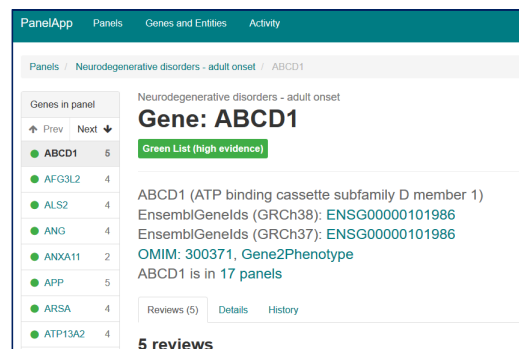 PanelApp Panels Genes and Entities Activity
Panels / Neurodegenerative disorders - adult onset / ABCD1
Genes in panel
Prev Next
ABCD1 5
AFG3L2 4
ALS2 4
ANG 4
ANXA11 2
APP 5
ARSA 4
ATP13A2 4
Neurodegenerative disorders - adult onset
Gene: ABCD1
Green List (high evidence)
ABCD1 (ATP binding cassette subfamily D member 1)
EnsemblGeneIds (GRCh38): ENSG00000101986
EnsemblGeneIds (GRCh37): ENSG00000101986
OMIM: 300371, Gene2Phenotype
ABCD1 is in 17 panels
Reviews (5) Details History
5 reviews